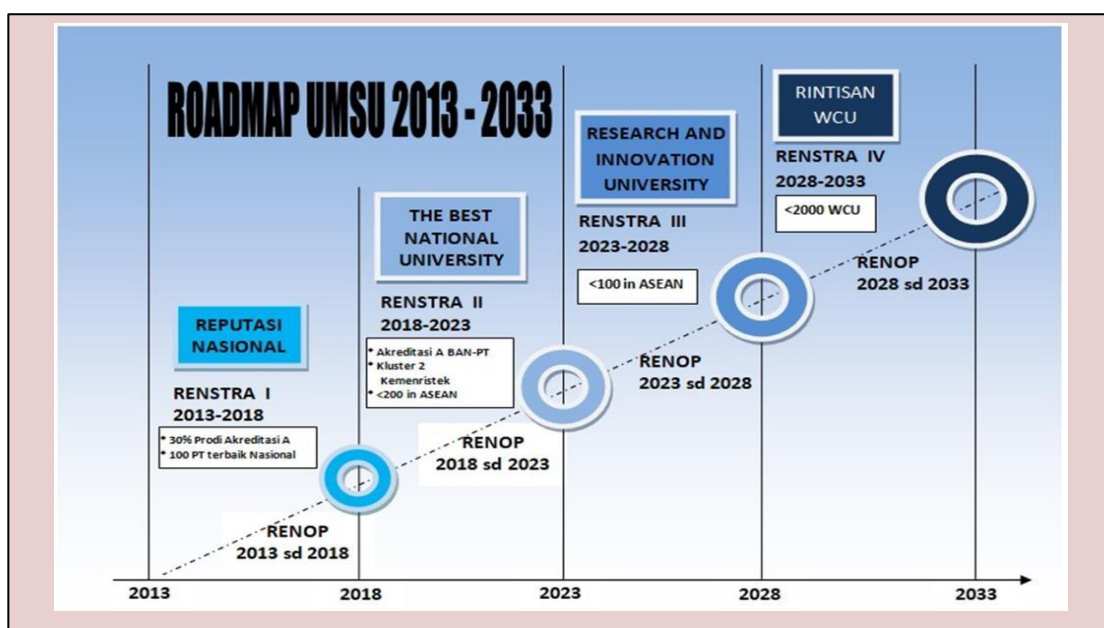 ROADMAP UMSU 2013 - 2033
REPUTASI
NASIONAL
RENSTRA I
2013-2018
* 30% Prodi Akreditasi A
* 100 PT terbaik Nasional
RENOP
2013 sd 2018
THE BEST
NATIONAL
UNIVERSITY
RENSTRA II
2018-2023
* Akreditasi A BAN-PT
* Kluster 2
Kemenristek
* <200 in ASEAN
RENOP
2018 sd 2023
RESEARCH AND
INNOVATION
UNIVERSITY
RENSTRA III
2023-2028
<100 in ASEAN
RENOP
2023 sd 2028
RINTISAN
WCU
RENSTRA IV
2028-2033
<2000 WCU
RENOP
2028 sd 2033
2013
2018
2023
2028
2033